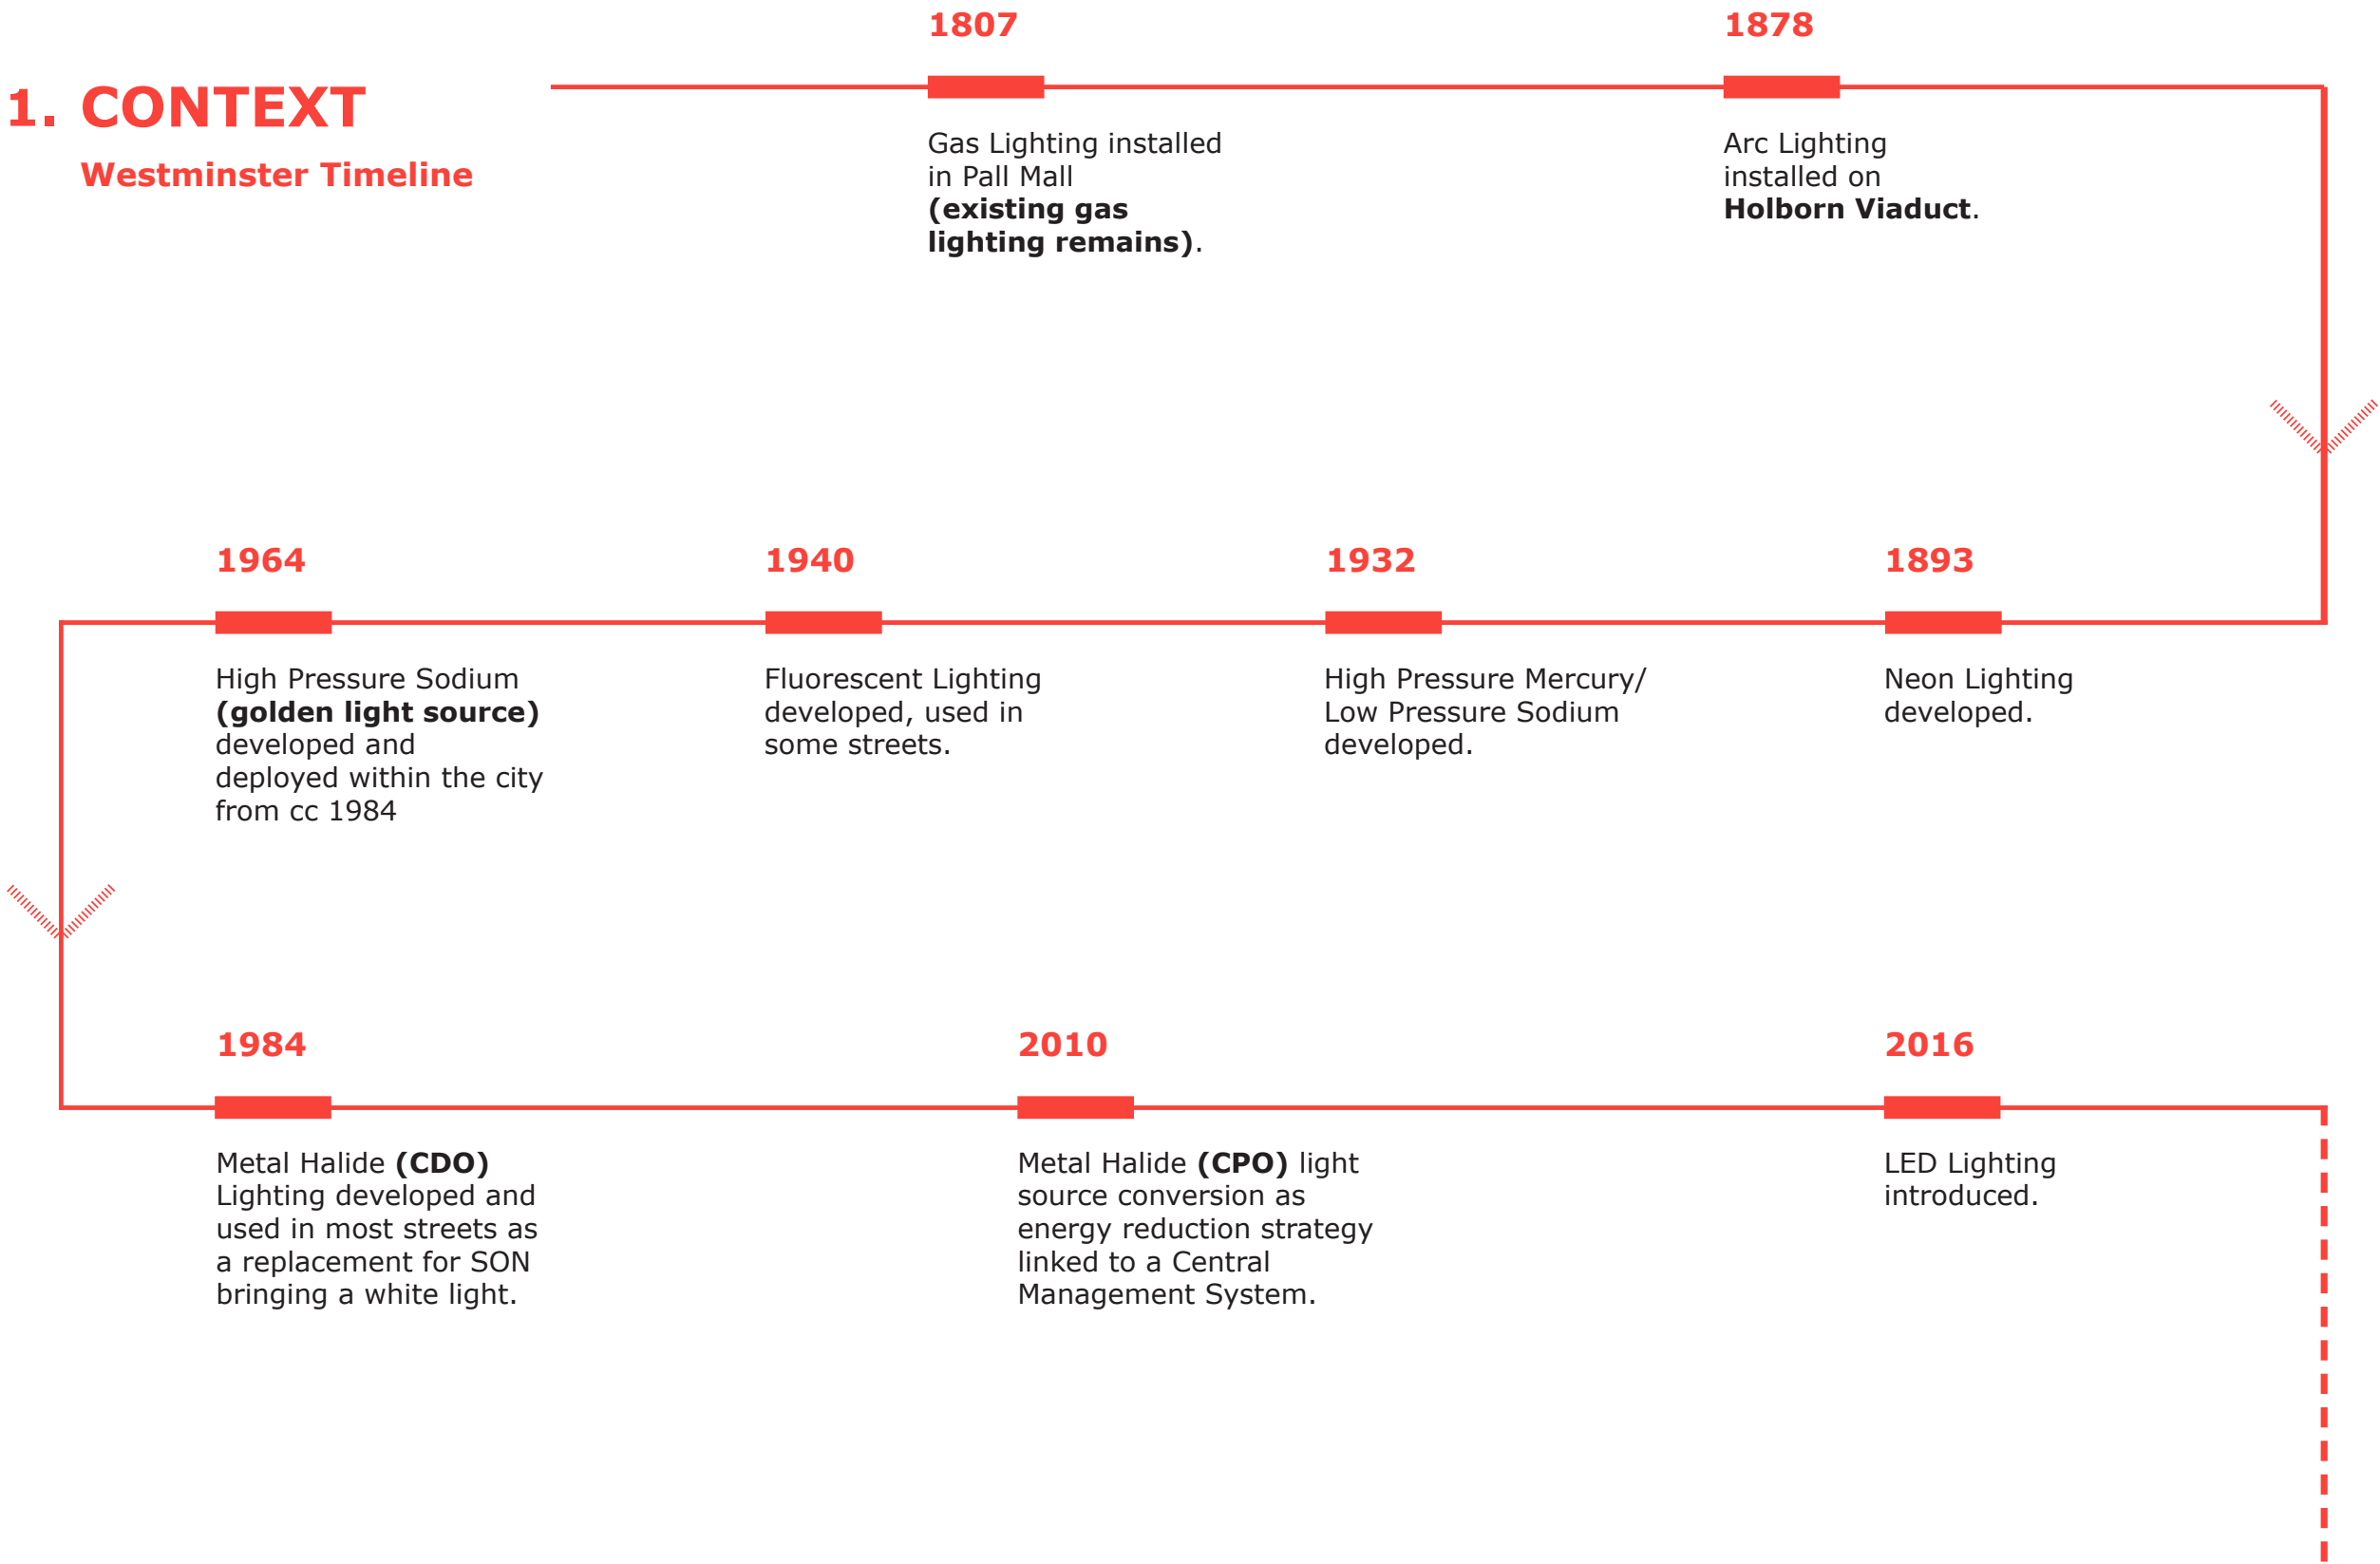 1. CONTEXT
Westminster Timeline
1807
Gas Lighting installed
in Pall Mall
(existing gas
lighting remains).
1878
Arc Lighting
installed on
Holborn Viaduct.
1893
Neon Lighting
developed.
1932
High Pressure Mercury/
Low Pressure Sodium
developed.
1940
Fluorescent Lighting
developed, used in
some streets.
1964
High Pressure Sodium
(golden light source)
developed and
deployed within the city
from cc 1984
1984
Metal Halide (CDO)
Lighting developed and
used in most streets as
a replacement for SON
bringing a white light.
2010
Metal Halide (CPO) light
source conversion as
energy reduction strategy
linked to a Central
Management System.
2016
LED Lighting
introduced.